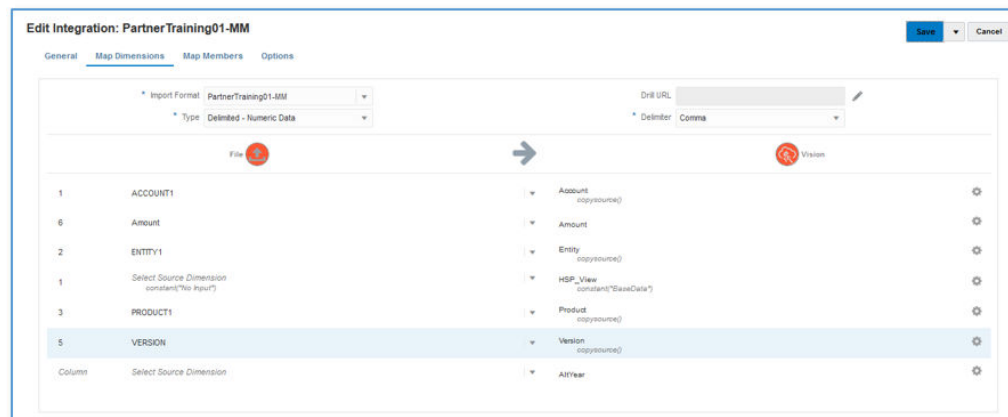 Edit Integration: PartnerTraining01-MM
Save Cancel
General Map Dimensions Map Members Options
* Import Format PartnerTraining01-MM Drill URL
* Type Delimited - Numeric Data * Delimiter Comma
File Vision
1 ACCOUNT1 Account
copysource()
6 Amount Amount
2 ENTITY1 Entity
copysource()
1 Select Source Dimension HSP_View
constant("No Input") constant("BaseData")
3 PRODUCT1 Product
copysource()
5 VERSION Version
copysource()
Column Select Source Dimension AltYear